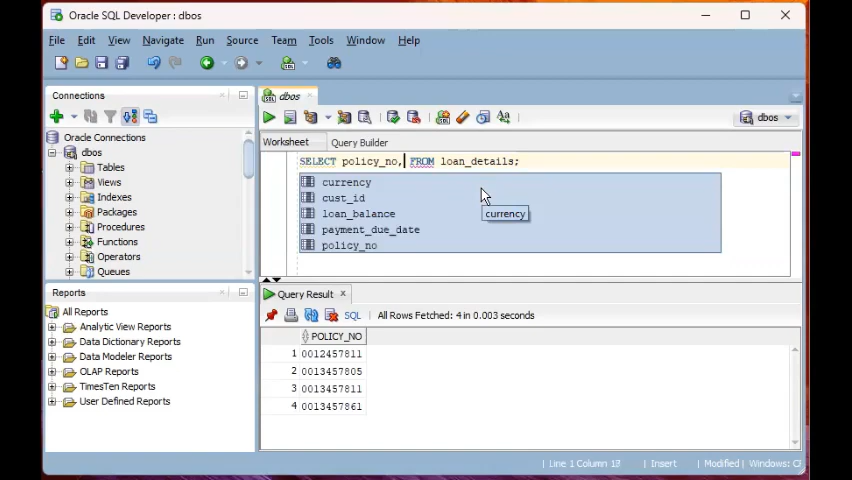 Oracle SQL Developer : dbos
File Edit View Navigate Run Source Team Tools Window Help
Connections
Oracle Connections
dbos
Tables
Views
Indexes
Packages
Procedures
Functions
Operators
Queues
Reports
All Reports
Analytic View Reports
Data Dictionary Reports
Data Modeler Reports
OLAP Reports
TimesTen Reports
User Defined Reports
dbos
SQL
Aa
dbos
Worksheet Query Builder
SELECT policy_no, FROM loan_details;
currency
cust_id
loan_balance
payment_due_date
policy_no
currency
Query Result
SQL All Rows Fetched: 4 in 0.003 seconds
POLICY_NO
1 0012457811
2 0013457805
3 0013457811
4 0013457861
Line 1 Column 18 Insert Modified Windows: